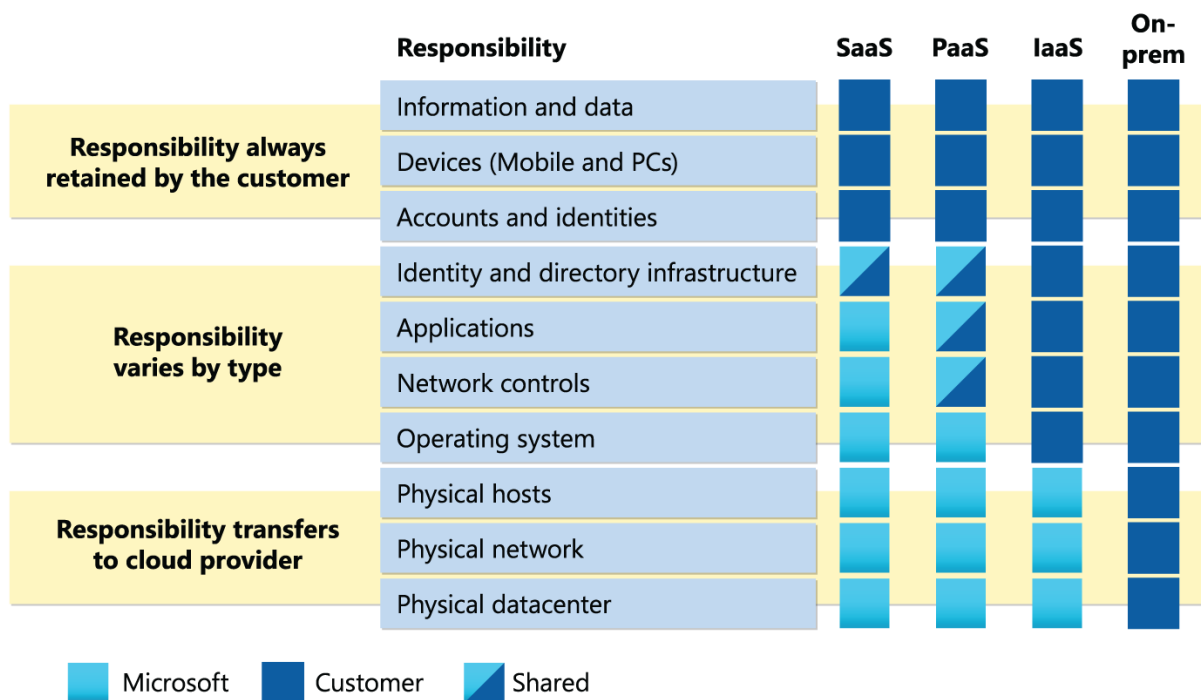 Responsibility SaaS PaaS IaaS On-
prem
Responsibility always
retained by the customer
Information and data
Devices (Mobile and PCs)
Accounts and identities
Responsibility
varies by type
Identity and directory infrastructure
Applications
Network controls
Operating system
Responsibility transfers
to cloud provider
Physical hosts
Physical network
Physical datacenter
Microsoft Customer Shared